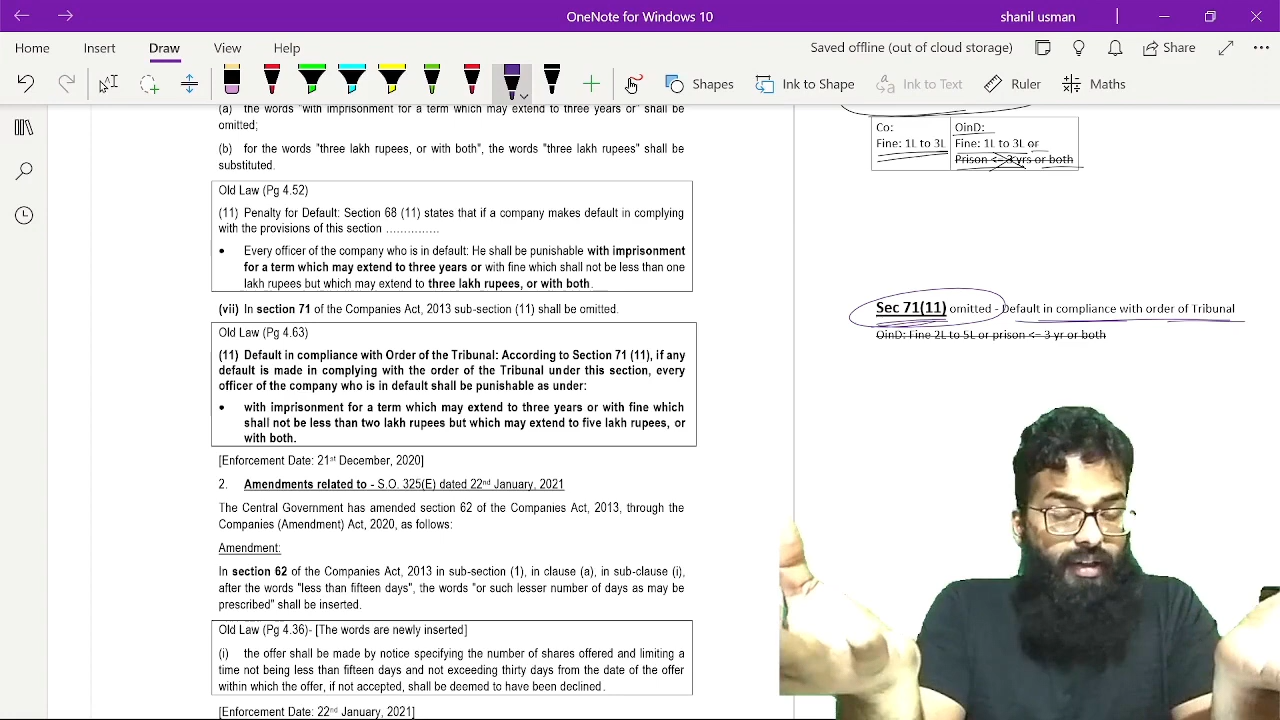 OneNote for Windows 10
shanil usman
Home Insert Draw View Help
Saved offline (out of cloud storage)
Share
Shapes
Ink to Shape
Ink to Text
Ruler
Maths
(a) the words "with imprisonment for a term which may extend to three years or" shall be
omitted;
(b) for the words "three lakh rupees, or with both", the words "three lakh rupees" shall be
substituted.
Old Law (Pg 4.52)
(11) Penalty for Default: Section 68 (11) states that if a company makes default in complying
with the provisions of this section ……………
• Every officer of the company who is in default: He shall be punishable with imprisonment
for a term which may extend to three years or with fine which shall not be less than one
lakh rupees but which may extend to three lakh rupees, or with both.
(vii) In section 71 of the Companies Act, 2013 sub-section (11) shall be omitted.
Old Law (Pg 4.63)
(11) Default in compliance with Order of the Tribunal: According to Section 71 (11), if any
default is made in complying with the order of the Tribunal under this section, every
officer of the company who is in default shall be punishable as under:
• with imprisonment for a term which may extend to three years or with fine which
shall not be less than two lakh rupees but which may extend to five lakh rupees, or
with both.
[Enforcement Date: 21st December, 2020]
2. Amendments related to - S.O. 325(E) dated 22nd January, 2021
The Central Government has amended section 62 of the Companies Act, 2013, through the
Companies (Amendment) Act, 2020, as follows:
Amendment:
In section 62 of the Companies Act, 2013 in sub-section (1), in clause (a), in sub-clause (i),
after the words "less than fifteen days", the words "or such lesser number of days as may be
prescribed" shall be inserted.
Old Law (Pg 4.36)- [The words are newly inserted]
(i) the offer shall be made by notice specifying the number of shares offered and limiting a
time not being less than fifteen days and not exceeding thirty days from the date of the offer
within which the offer, if not accepted, shall be deemed to have been declined.
[Enforcement Date: 22nd January, 2021]
Co:
Fine: 1L to 3L
OinD:
Fine: 1L to 3L or
Prison <= 3 yrs or both
Sec 71(11) omitted - Default in compliance with order of Tribunal
OinD: Fine 2L to 5L or prison <= 3 yr or both